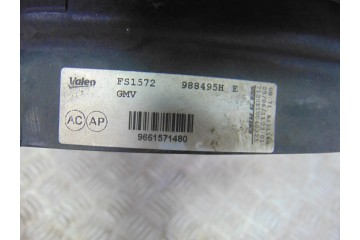 Valeo
FS1572 988495H E
GMV
AC AP
9661571480